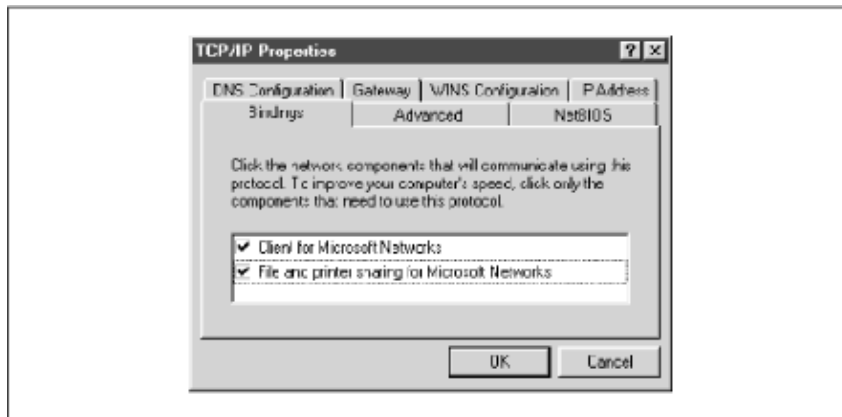 TCP/IP Properties
DNS Configuration Gateway WINS Configuration IP Address
Bindings Advanced NetBIOS
Click the network components that will communicate using this
protocol. To improve your computer's speed, click only the
components that need to use this protocol.
Client for Microsoft Networks
File and printer sharing for Microsoft Networks
OK Cancel